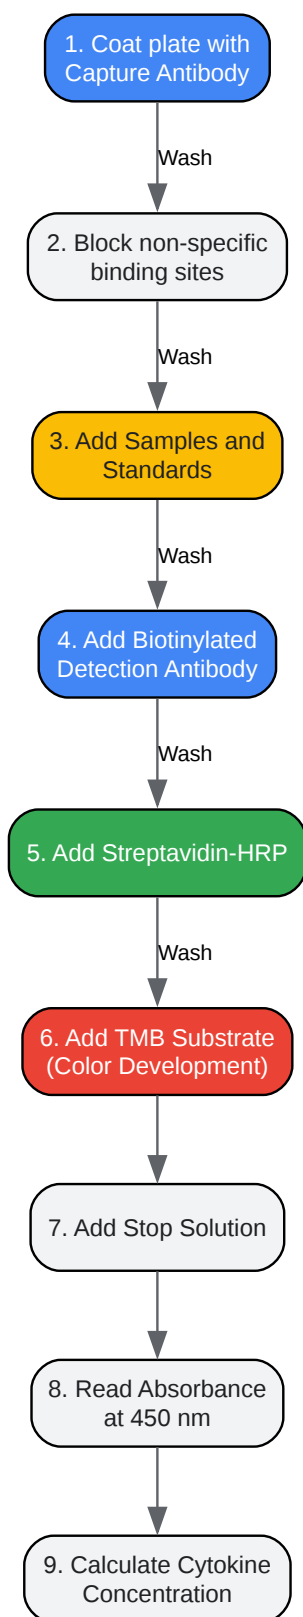 1. Coat plate with
Capture Antibody
Wash
2. Block non-specific
binding sites
Wash
3. Add Samples and
Standards
Wash
4. Add Biotinylated
Detection Antibody
Wash
5. Add Streptavidin-HRP
Wash
6. Add TMB Substrate
(Color Development)
7. Add Stop Solution
8. Read Absorbance
at 450 nm
9. Calculate Cytokine
Concentration